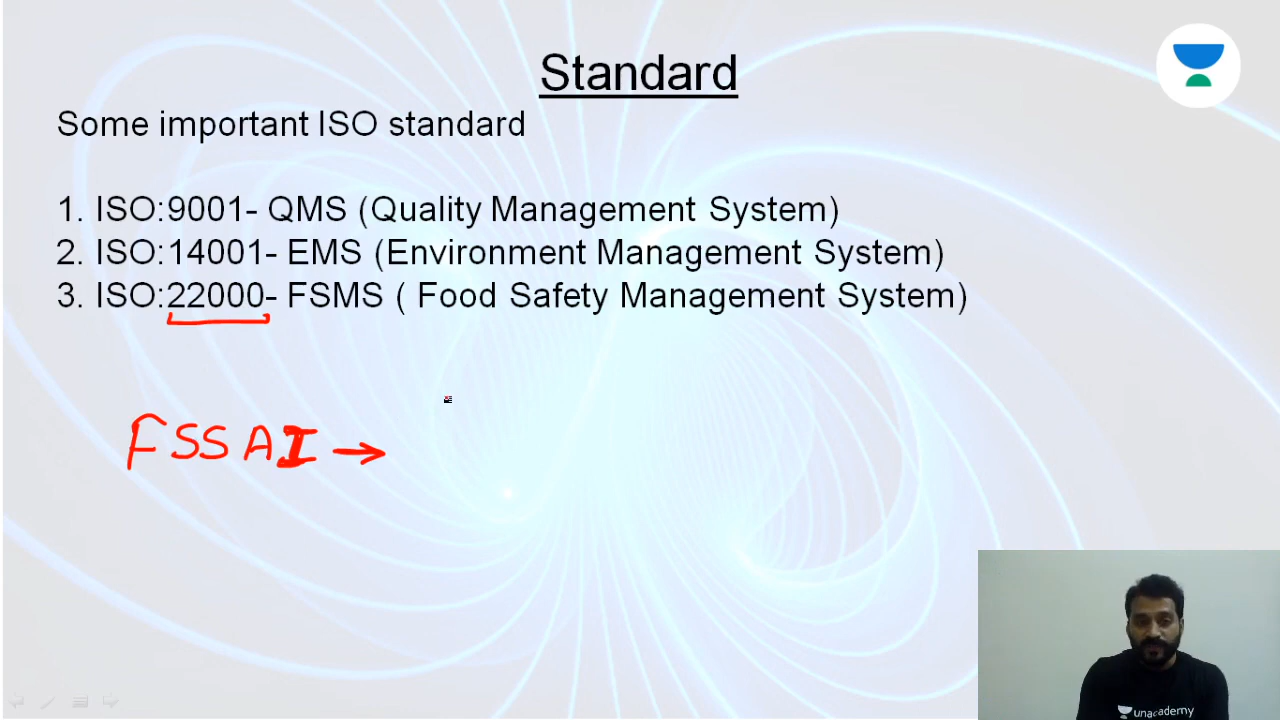 Standard
Some important ISO standard
1. ISO:9001- QMS (Quality Management System)
2. ISO:14001- EMS (Environment Management System)
3. ISO:22000- FSMS ( Food Safety Management System)
FSSAI →
unacademy